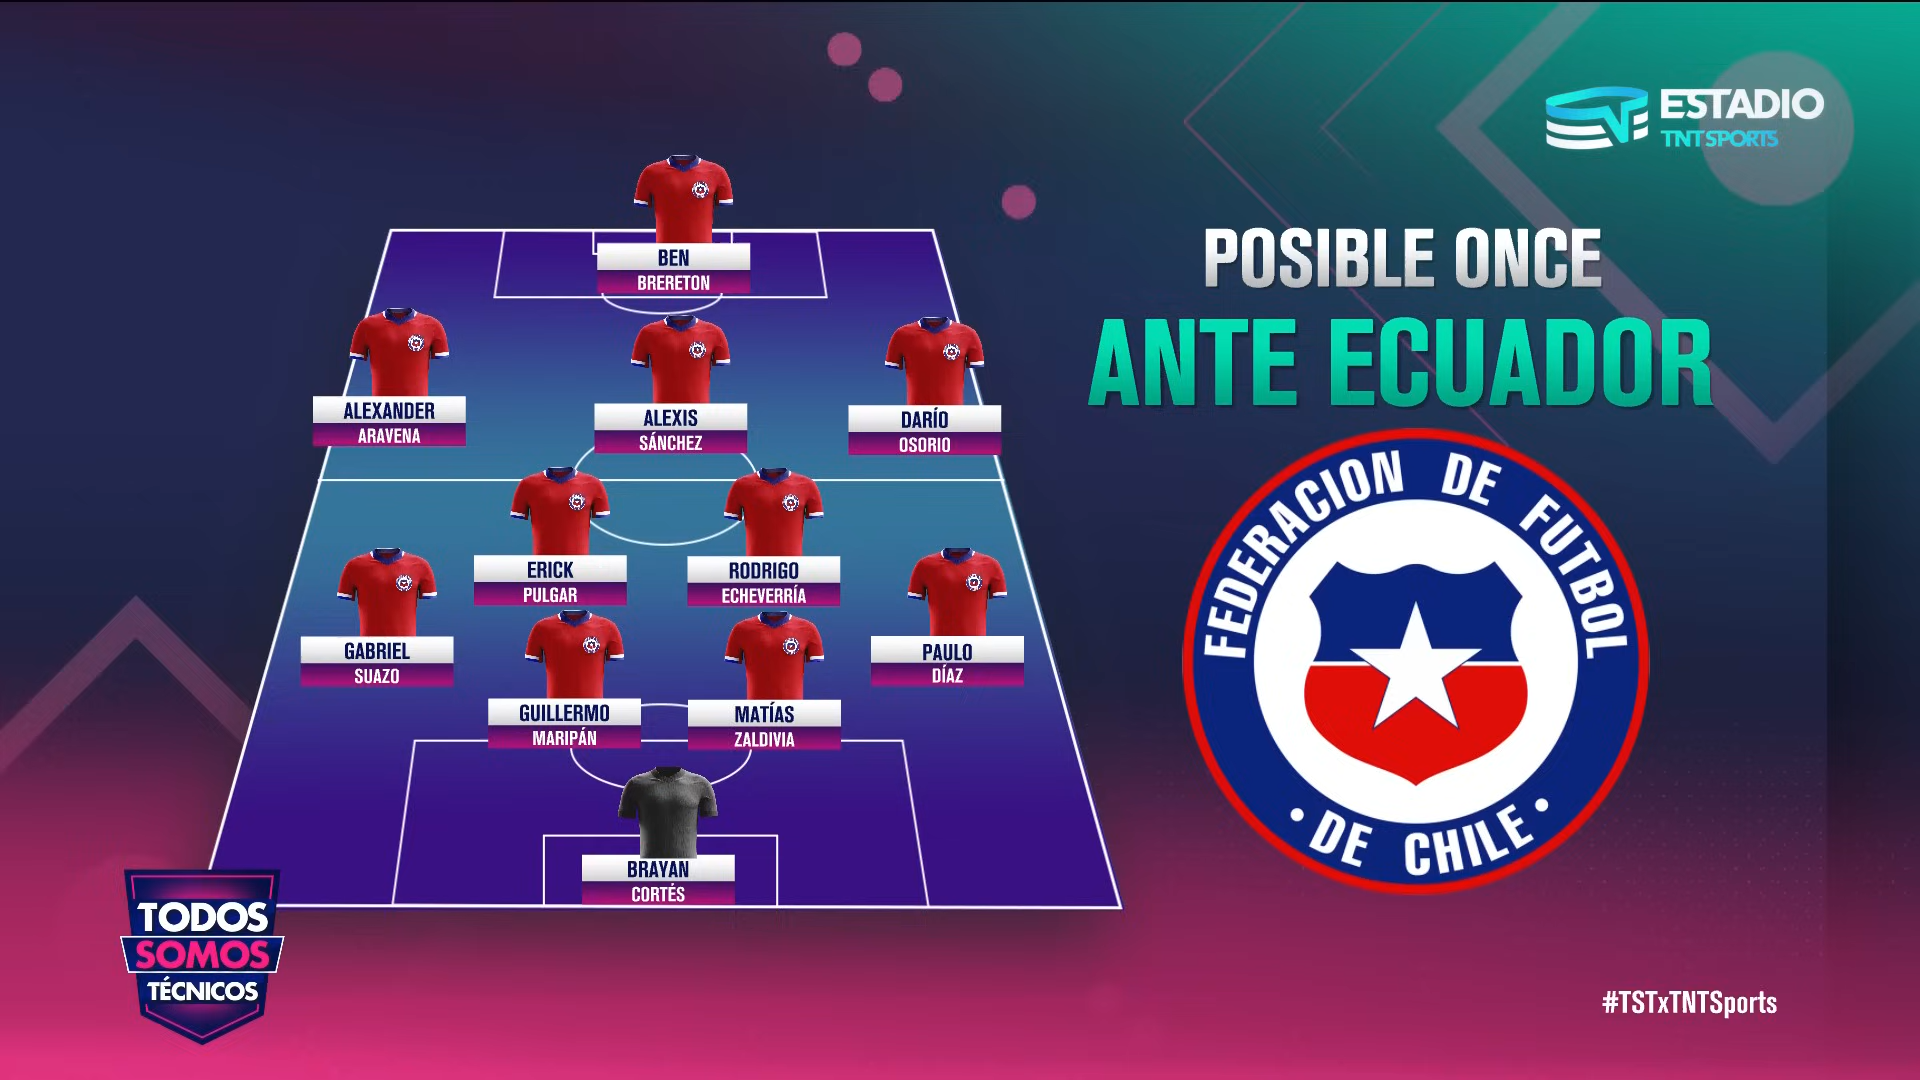 ESTADIO
TNT SPORTS
POSIBLE ONCE
ANTE ECUADOR
BEN
BRERETON
ALEXANDER
ARAVENA
ALEXIS
SÁNCHEZ
DARÍO
OSORIO
ERICK
PULGAR
RODRIGO
ECHEVERRÍA
GABRIEL
SUAZO
GUILLERMO
MARIPÁN
MATÍAS
ZALDIVIA
PAULO
DÍAZ
BRAYAN
CORTÉS
FEDERACION DE FUTBOL
• DE CHILE •
TODOS
SOMOS
TÉCNICOS
#TSTxTNTSports